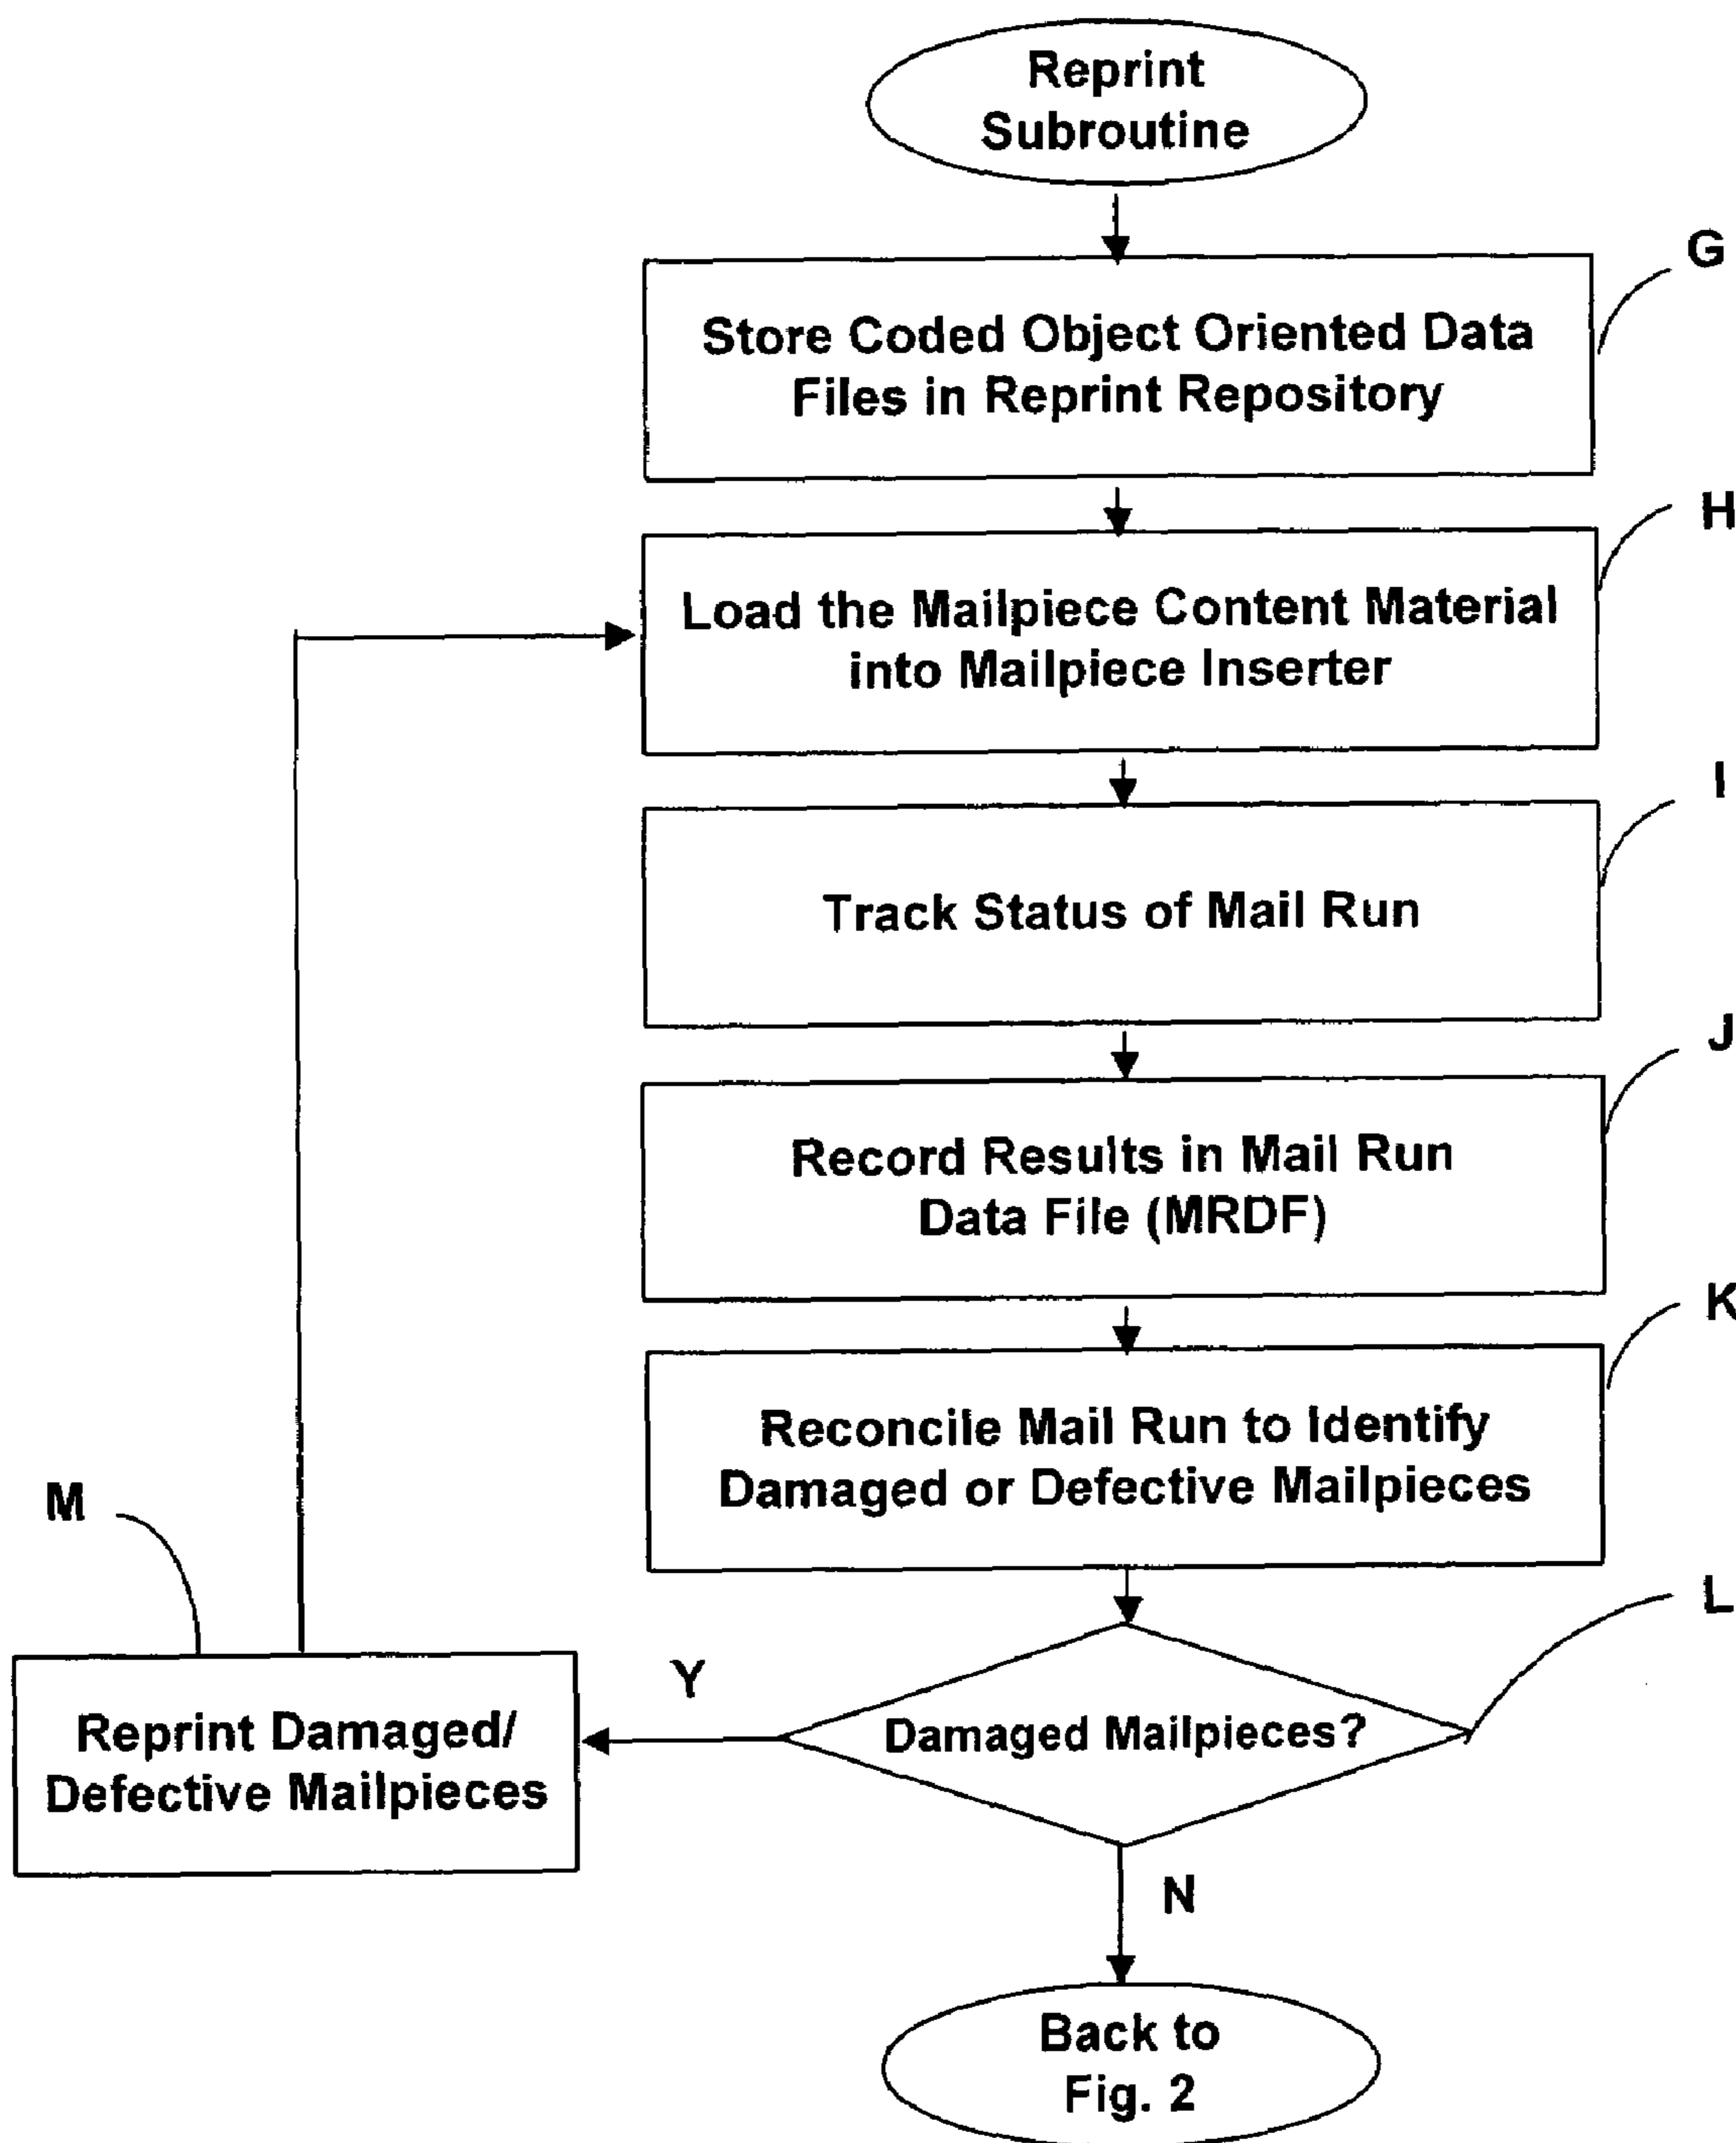 Reprint
Subroutine
G
Store Coded Object Oriented Data
Files in Reprint Repository
H
Load the Mailpiece Content Material
into Mailpiece Inserter
I
Track Status of Mail Run
J
Record Results in Mail Run
Data File (MRDF)
K
Reconcile Mail Run to Identify
Damaged or Defective Mailpieces
M
L
Y
Damaged Mailpieces?
Reprint Damaged/
Defective Mailpieces
N
Back to
Fig. 2